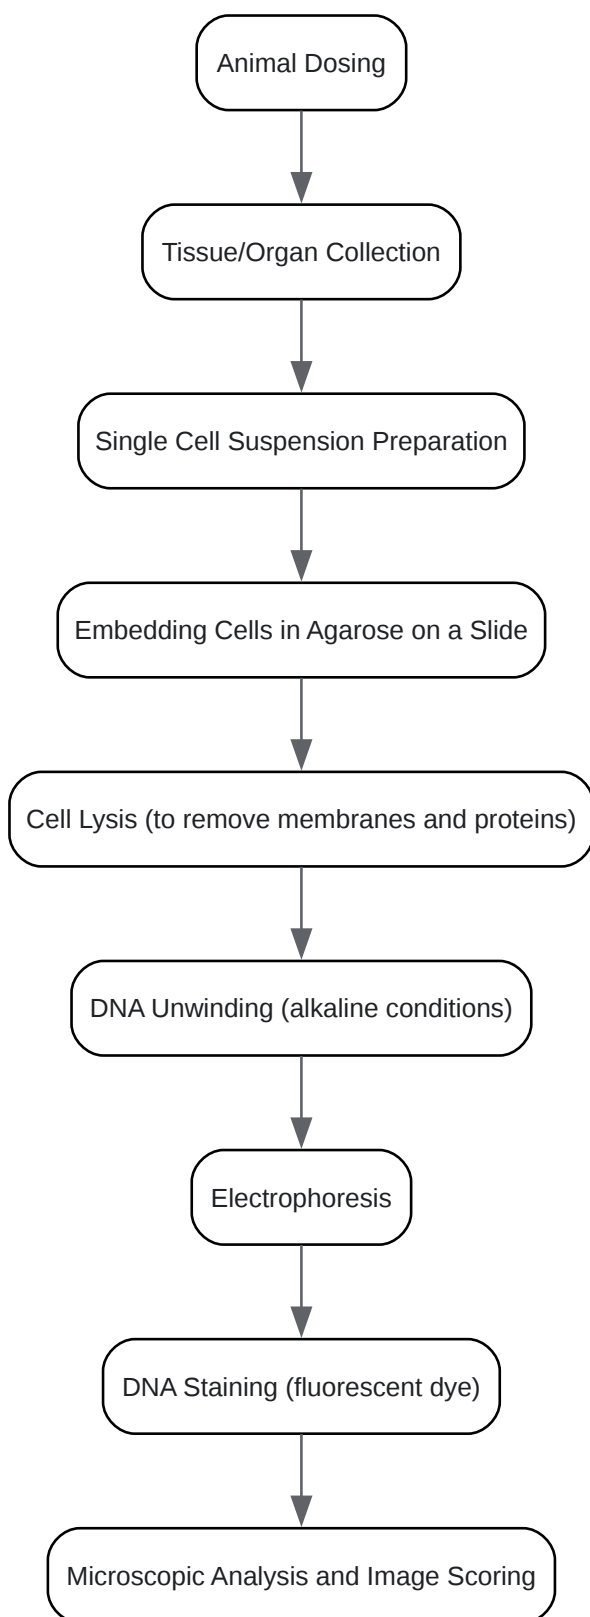 Animal Dosing
Tissue/Organ Collection
Single Cell Suspension Preparation
Embedding Cells in Agarose on a Slide
Cell Lysis (to remove membranes and proteins)
DNA Unwinding (alkaline conditions)
Electrophoresis
DNA Staining (fluorescent dye)
Microscopic Analysis and Image Scoring